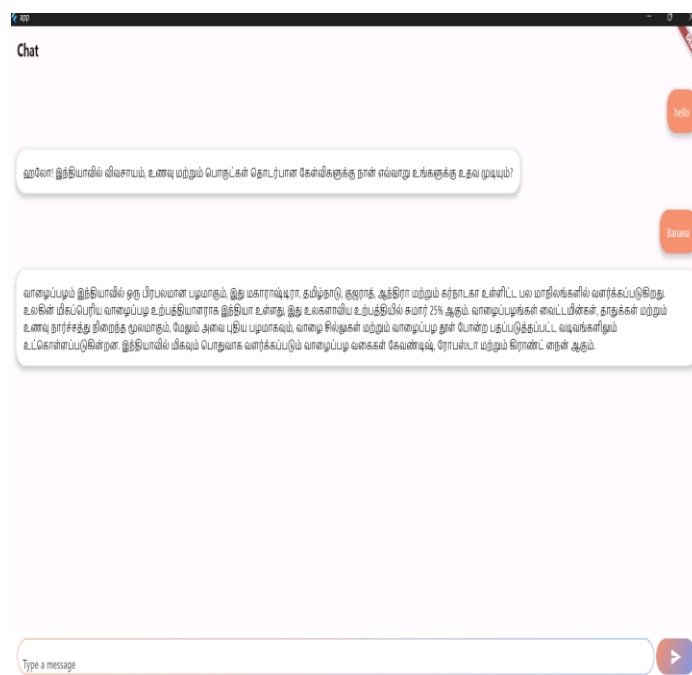 app
Chat
hello
ஹலோ! இந்தியாவில் விவசாயம், உணவு மற்றும் பொருட்கள் தொடர்பான கேள்விகளுக்கு நான் எவ்வாறு உங்களுக்கு உதவ முடியும்?
Banana
வாழைப்பழம் இந்தியாவில் ஒரு பிரபலமான பழமாகும், இது மகாராஷ்டிரா, தமிழ்நாடு, குஜராத், ஆந்திரா மற்றும் கர்நாடகா உள்ளிட்ட பல மாநிலங்களில் வளர்க்கப்படுகிறது.
உலகின் மிகப்பெரிய வாழைப்பழ உற்பத்தியாளராக இந்தியா உள்ளது, இது உலகளாவிய உற்பத்தியில் சுமார் 25% ஆகும். வாழைப்பழங்கள் வைட்டமின்கள், தாதுக்கள் மற்றும்
உணவு நார்ச்சத்து நிறைந்த மூலமாகும், மேலும் அவை புதிய பழமாகவும், வாழை சில்லுகள் மற்றும் வாழைப்பழ தூள் போன்ற பதப்படுத்தப்பட்ட வடிவங்களிலும்
உட்கொள்ளப்படுகின்றன. இந்தியாவில் மிகவும் பொதுவாக வளர்க்கப்படும் வாழைப்பழ வகைகள் கேவண்டிஷ், ரோபஸ்டா மற்றும் கிராண்ட் நைன் ஆகும்.
Type a message